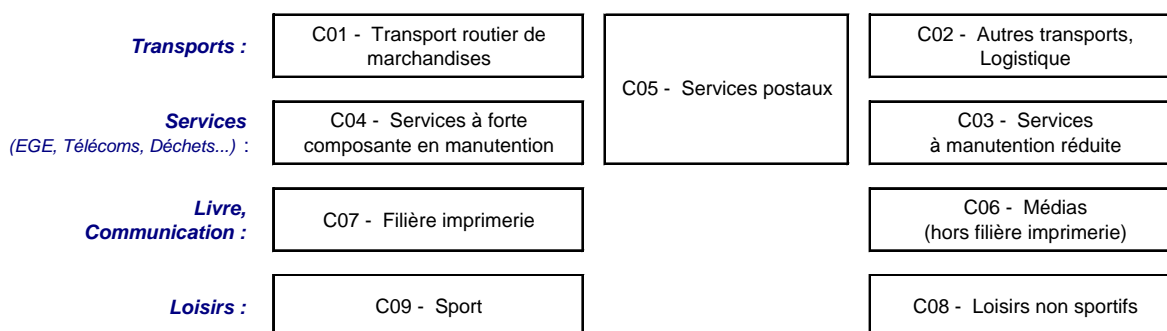 Transports :
C01 - Transport routier de
marchandises
C05 - Services postaux
C02 - Autres transports,
Logistique
Services
(EGE, Télécoms, Déchets...) :
C04 - Services à forte
composante en manutention
C03 - Services
à manutention réduite
Livre,
Communication :
C07 - Filière imprimerie
C06 - Médias
(hors filière imprimerie)
Loisirs :
C09 - Sport
C08 - Loisirs non sportifs